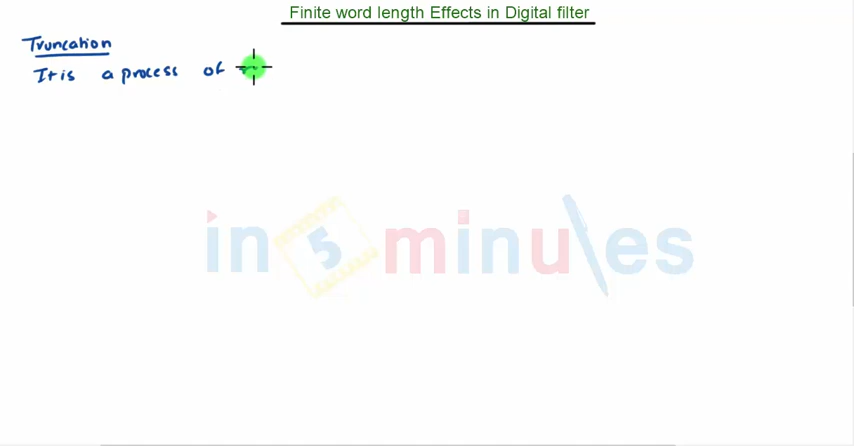 Finite word length Effects in Digital filter
Truncation
It is a process of
in 5 minutes